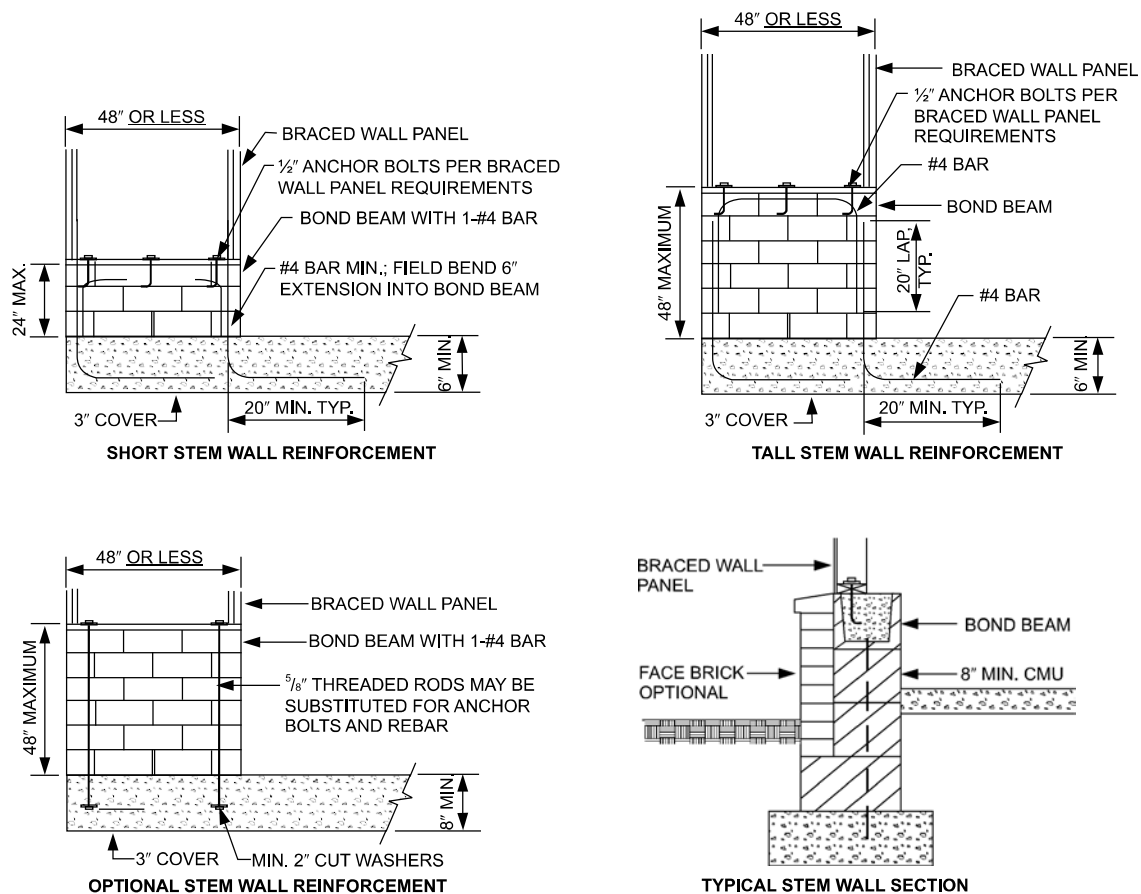 48" OR LESS
BRACED WALL PANEL
½" ANCHOR BOLTS PER BRACED
WALL PANEL REQUIREMENTS
BOND BEAM WITH 1-#4 BAR
#4 BAR MIN.; FIELD BEND 6"
EXTENSION INTO BOND BEAM
24" MAX.
6" MIN.
3" COVER
20" MIN. TYP.
SHORT STEM WALL REINFORCEMENT
48" OR LESS
BRACED WALL PANEL
½" ANCHOR BOLTS PER
BRACED WALL PANEL
REQUIREMENTS
#4 BAR
BOND BEAM
48" MAXIMUM
20" LAP,
TYP.
#4 BAR
6" MIN.
3" COVER
20" MIN. TYP.
TALL STEM WALL REINFORCEMENT
48" OR LESS
BRACED WALL PANEL
BOND BEAM WITH 1-#4 BAR
5/8" THREADED RODS MAY BE
SUBSTITUTED FOR ANCHOR
BOLTS AND REBAR
48" MAXIMUM
8" MIN.
3" COVER
MIN. 2" CUT WASHERS
OPTIONAL STEM WALL REINFORCEMENT
BRACED WALL
PANEL
BOND BEAM
FACE BRICK
OPTIONAL
8" MIN. CMU
TYPICAL STEM WALL SECTION